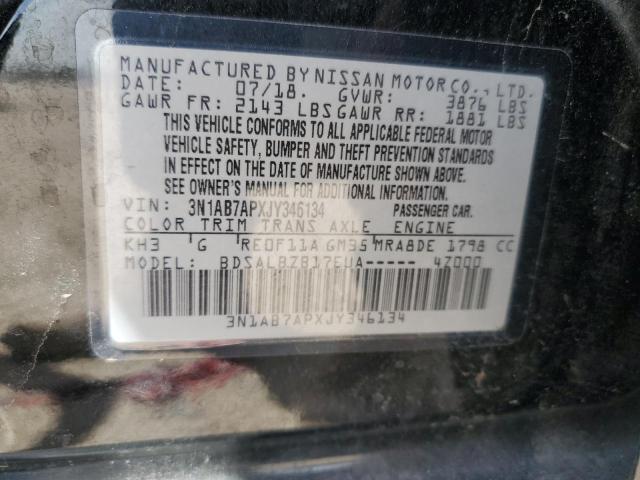 MANUFACTURED BY NISSAN MOTOR CO., LTD.
DATE: 07/18. GVWR: 3876 LBS
GAWR FR: 2143 LBS GAWR RR: 1881 LBS
THIS VEHICLE CONFORMS TO ALL APPLICABLE FEDERAL MOTOR
VEHICLE SAFETY, BUMPER AND THEFT PREVENTION STANDARDS
IN EFFECT ON THE DATE OF MANUFACTURE SHOWN ABOVE.
SEE OWNER'S MANUAL FOR ADDITIONAL INFORMATION.
VIN: 3N1AB7APXJY346134 PASSENGER CAR.
COLOR TRIM TRANS AXLE ENGINE
KH3 G RE0F11A GM35 MRA8DE 1798 CC
MODEL: BDSALBZB17EUA----- 4Z000
3N1AB7APXJY346134